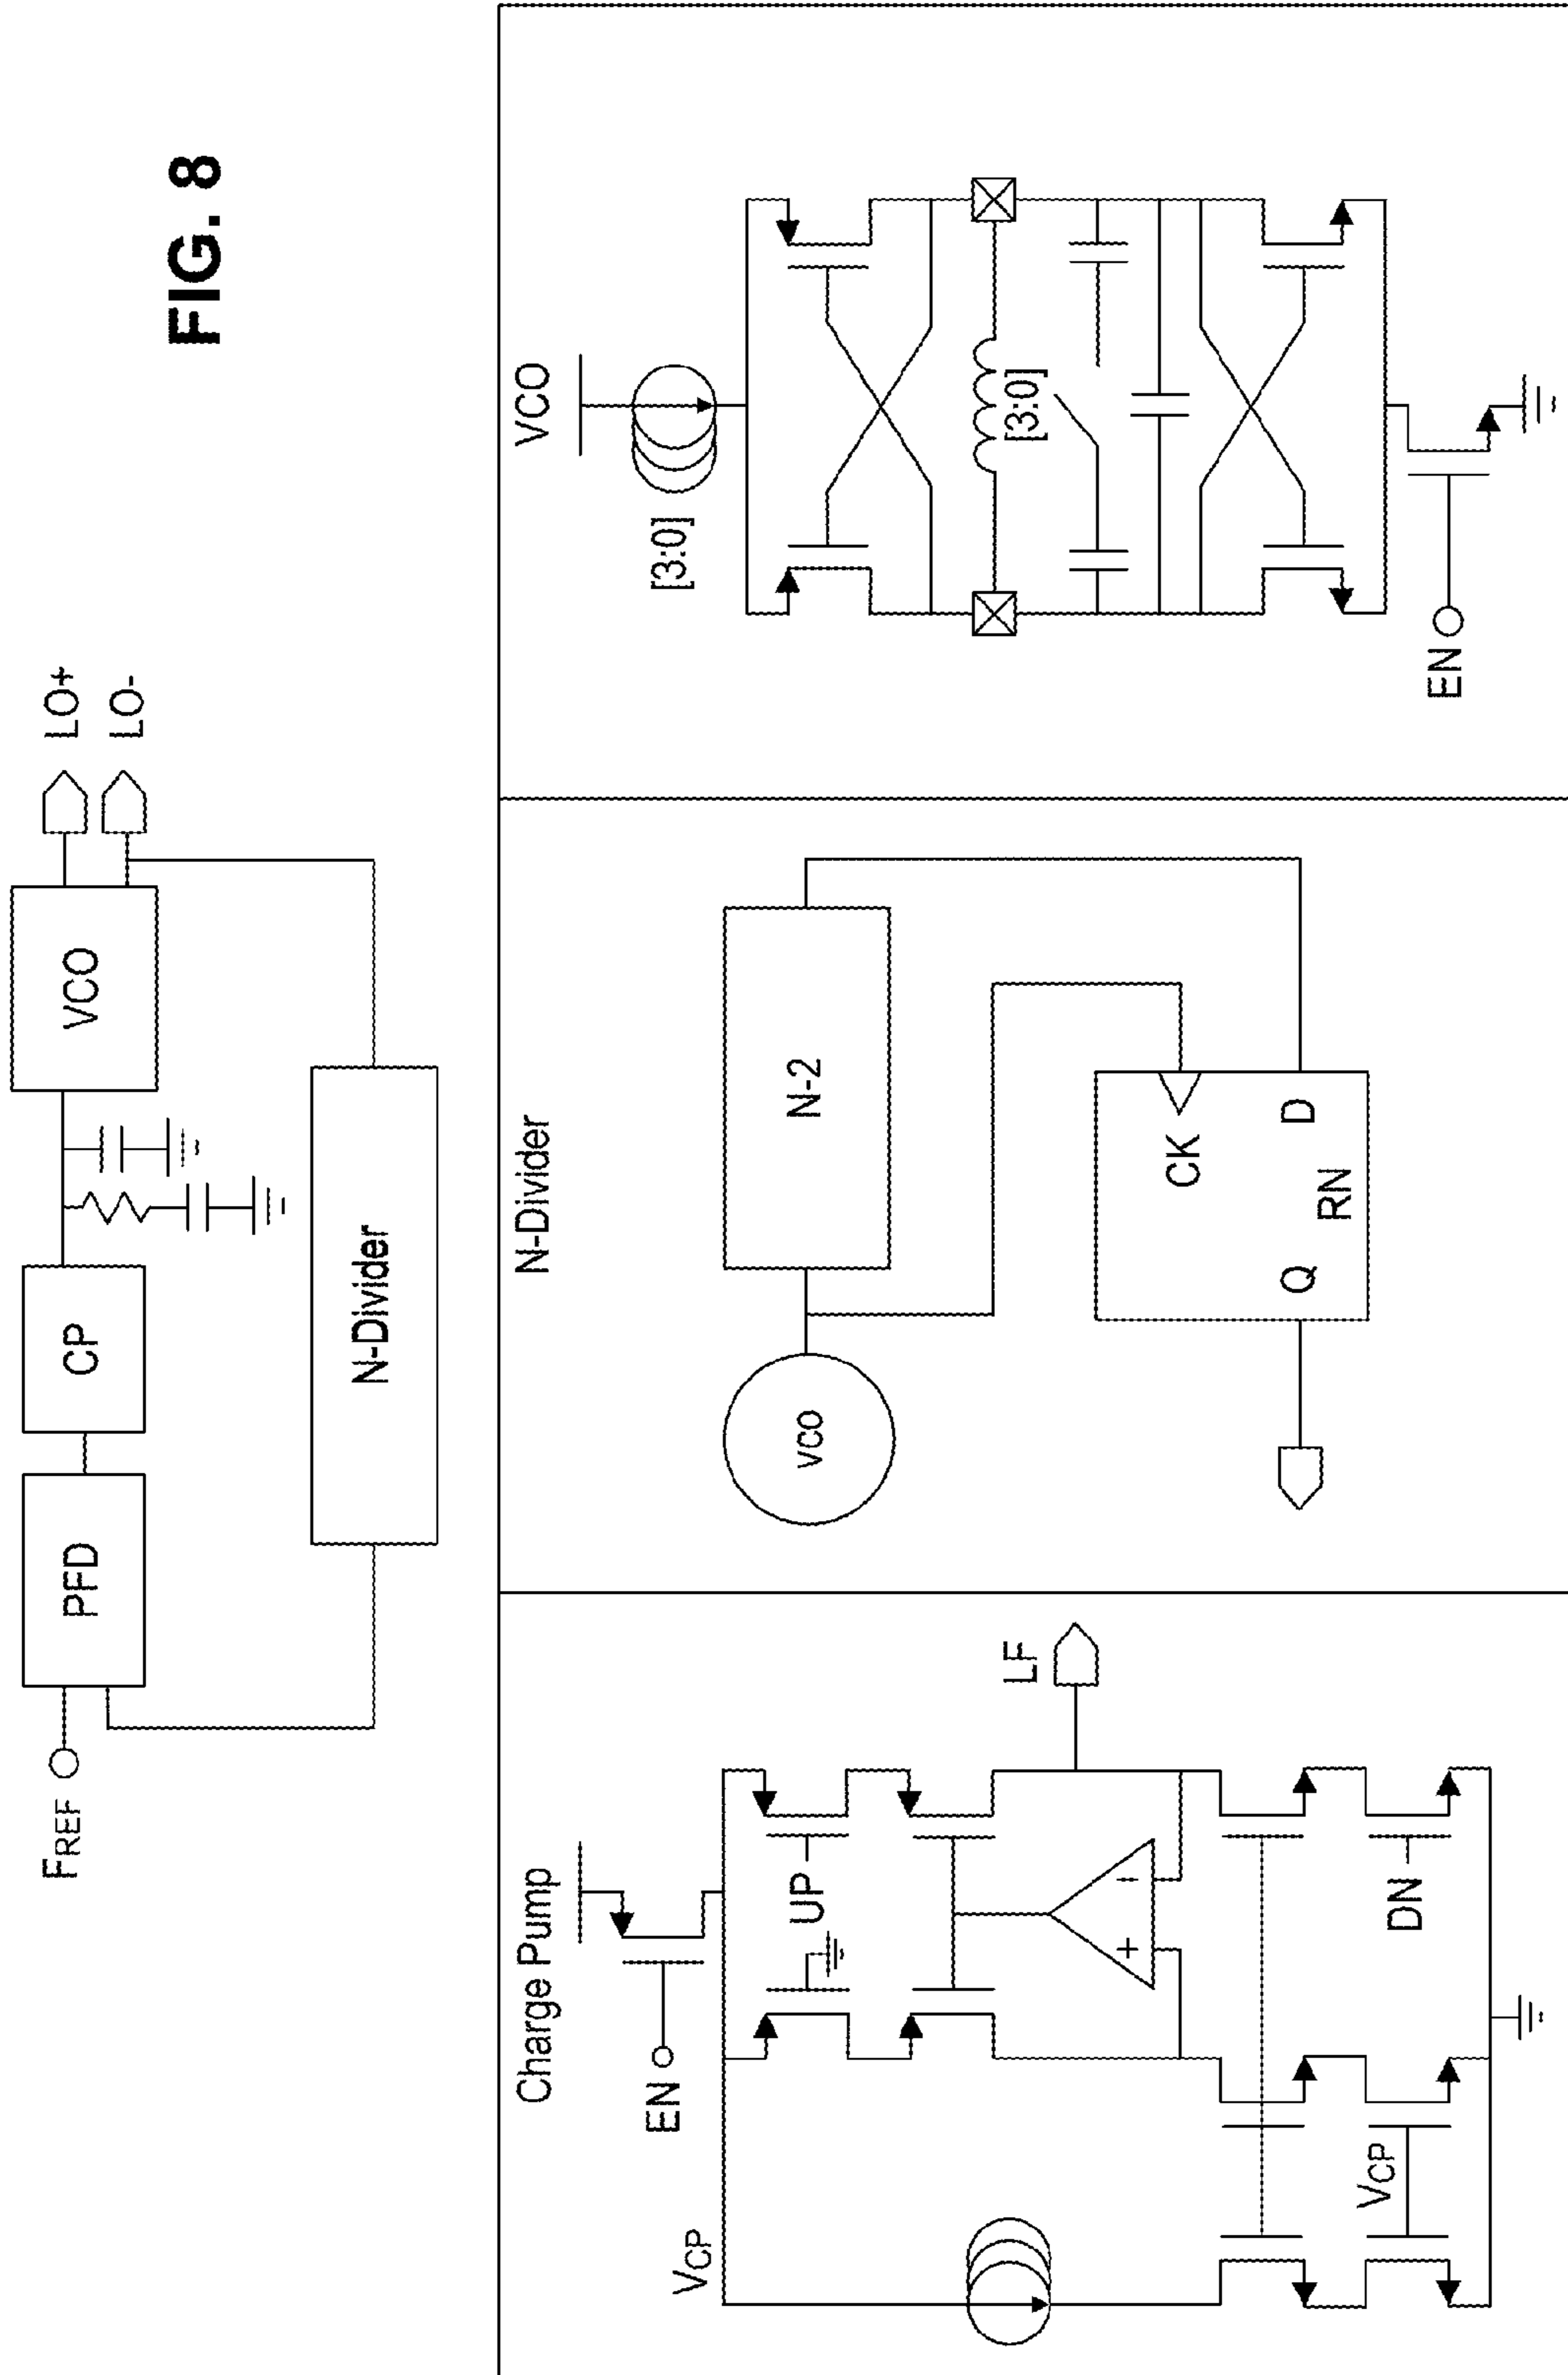 FIG. 8
FREF
PFD
CP
VCO
LO+
LO-
N-Divider
Charge Pump
EN
VCP
UP
+
-
LF
VCP
DN
N-Divider
vco
N-2
CK
Q
D
RN
VCO
[3:0]
[3:0]
EN